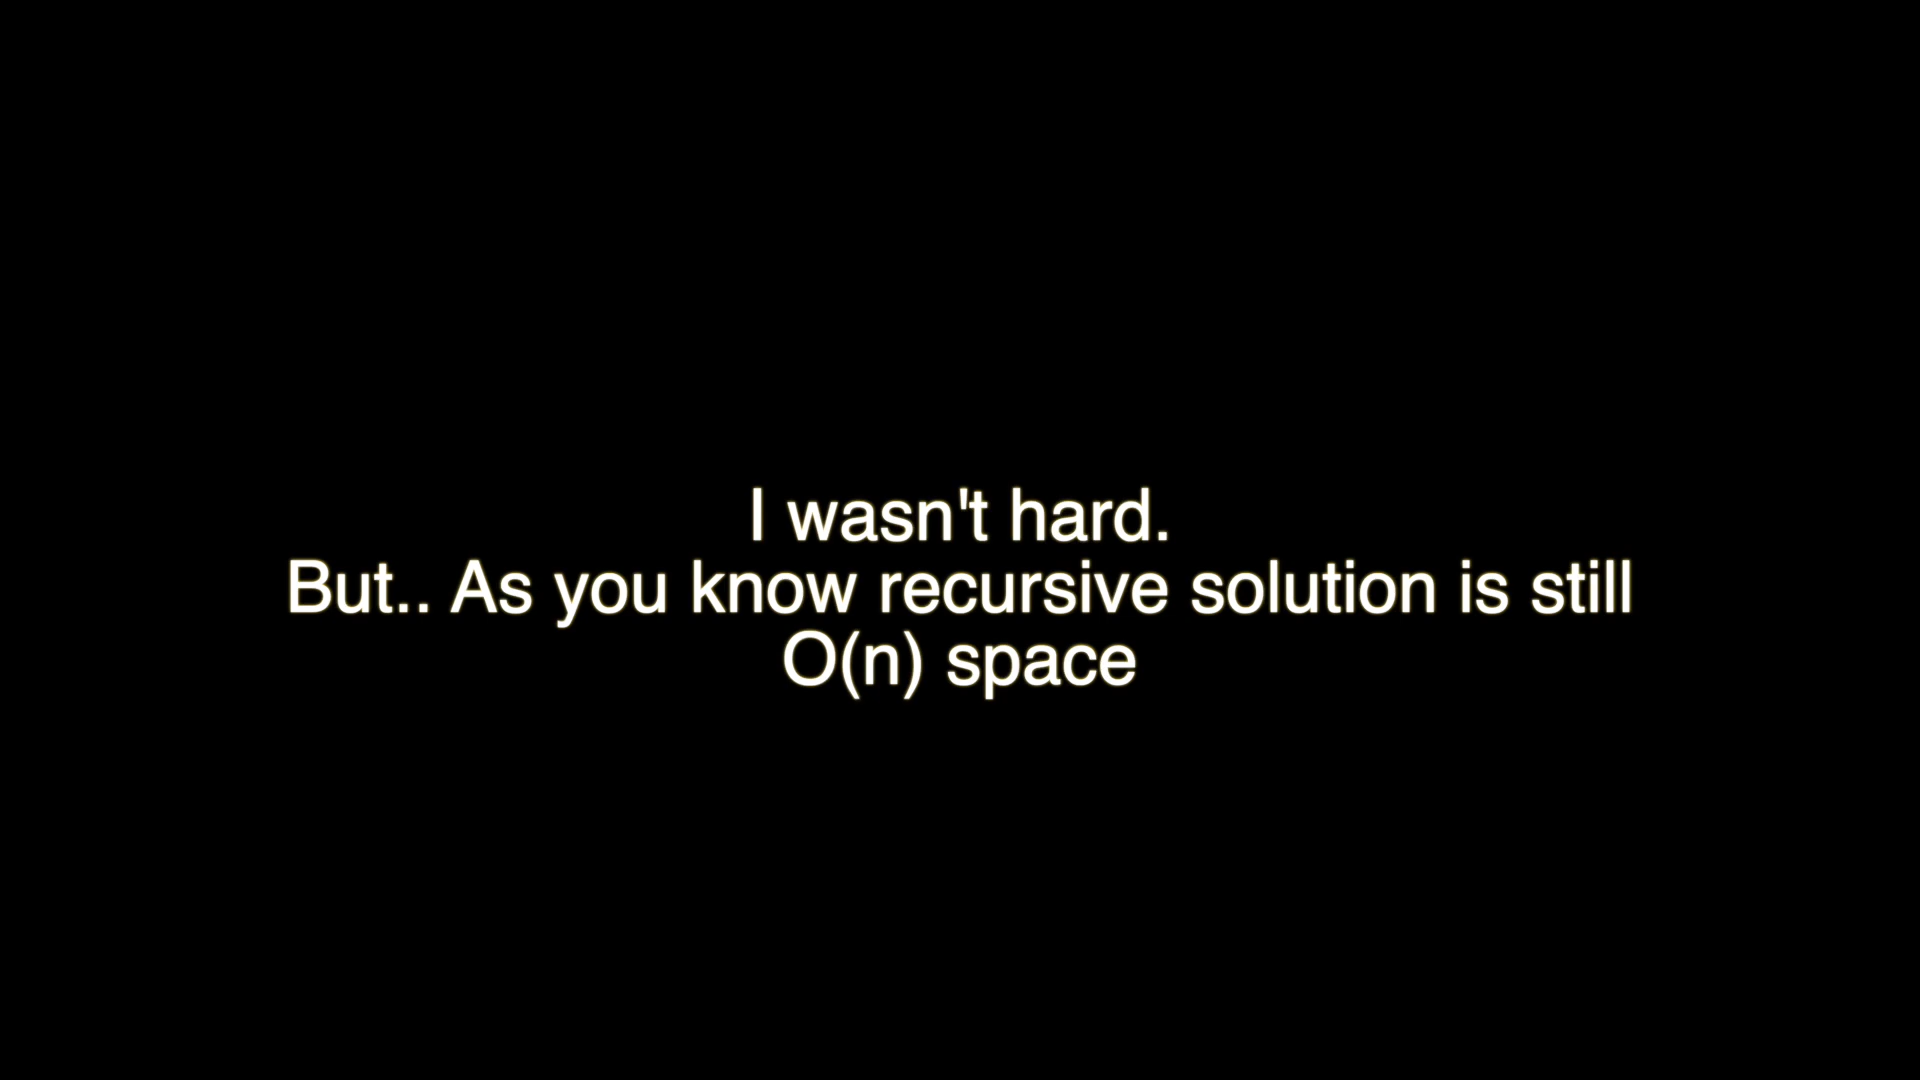 I wasn't hard.
But.. As you know recursive solution is still
O(n) space